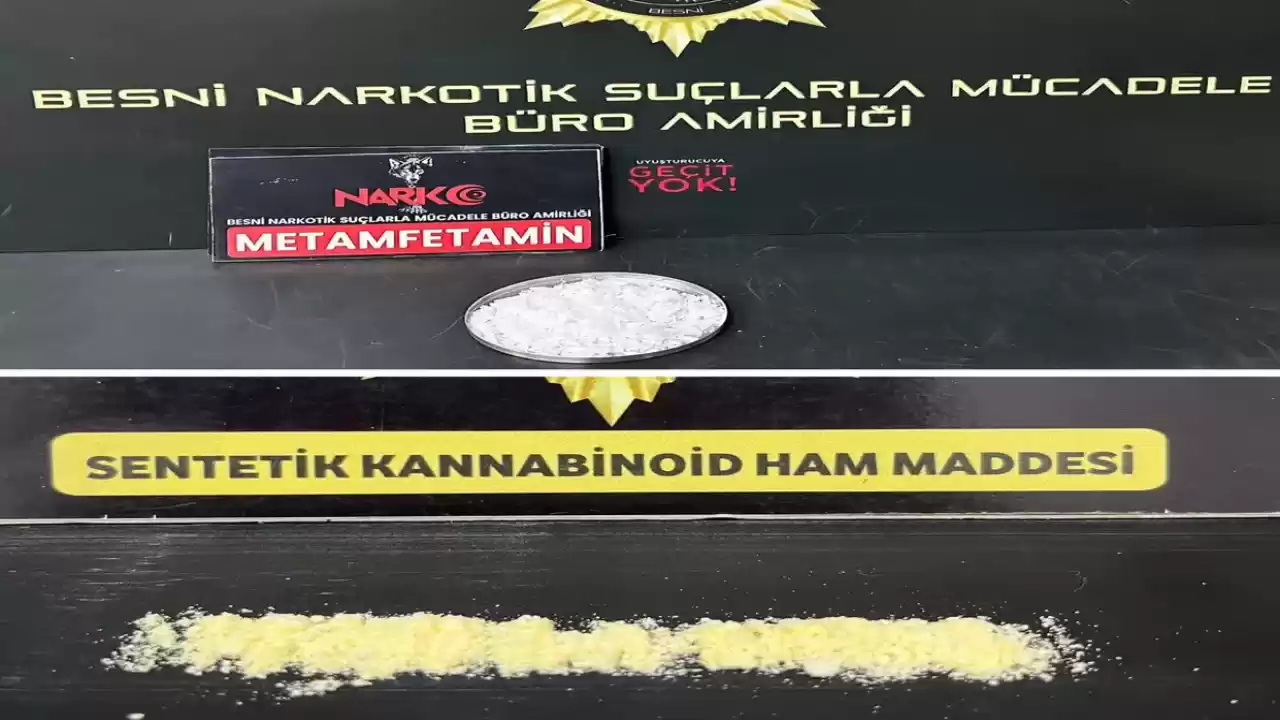 BESNİ
BESNİ NARKOTİK SUÇLARLA MÜCADELE
BÜRO AMİRLİĞİ
UYUŞTURUCUYA
GEÇİT
YOK!
NARKO
BESNİ NARKOTİK SUÇLARLA MÜCADELE BÜRO AMİRLİĞİ
METAMFETAMİN
SENTETİK KANNABİNOİD HAM MADDESİ